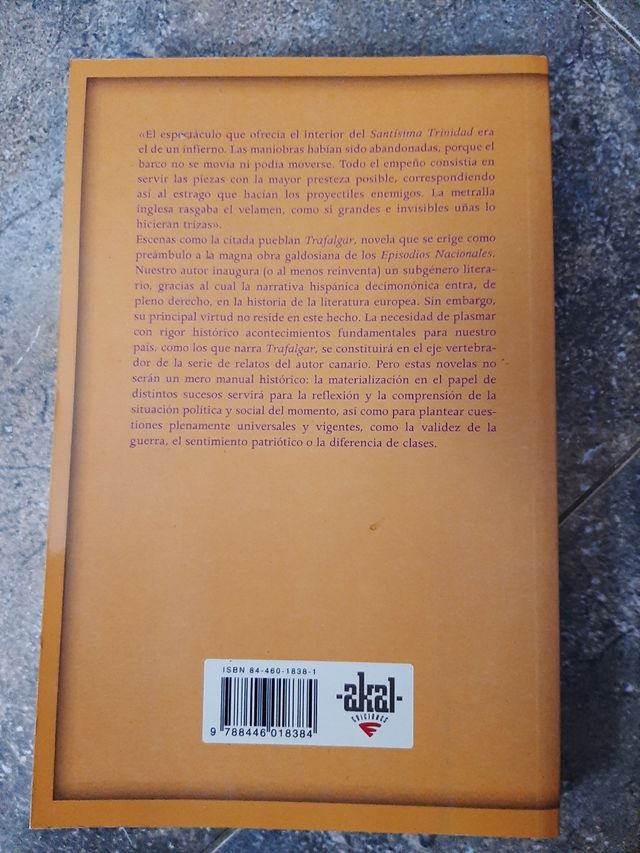 «El espectáculo que ofrecía el interior del Santísima Trinidad era
el de un infierno. Las maniobras habían sido abandonadas, porque el
barco no se movía ni podía moverse. Todo el empeño consistía en
servir las piezas con la mayor presteza posible, correspondiendo
así al estrago que hacían los proyectiles enemigos. La metralla
inglesa rasgaba el velamen, como si grandes e invisibles uñas lo
hicieran trizas».
Escenas como la citada pueblan Trafalgar, novela que se erige como
preámbulo a la magna obra galdosiana de los Episodios Nacionales.
Nuestro autor inaugura (o al menos reinventa) un subgénero litera-
rio, gracias al cual la narrativa hispánica decimonónica entra, de
pleno derecho, en la historia de la literatura europea. Sin embargo,
su principal virtud no reside en este hecho. La necesidad de plasmar
con rigor histórico acontecimientos fundamentales para nuestro
país, como los que narra Trafalgar, se constituirá en el eje vertebra-
dor de la serie de relatos del autor canario. Pero estas novelas no
serán un mero manual histórico: la materialización en el papel de
distintos sucesos servirá para la reflexión y la comprensión de la
situación política y social del momento, así como para plantear cues-
tiones plenamente universales y vigentes, como la validez de la
guerra, el sentimiento patriótico o la diferencia de clases.
ISBN 84-460-1838-1
9 788446 018384
-akal-
EDICIONES